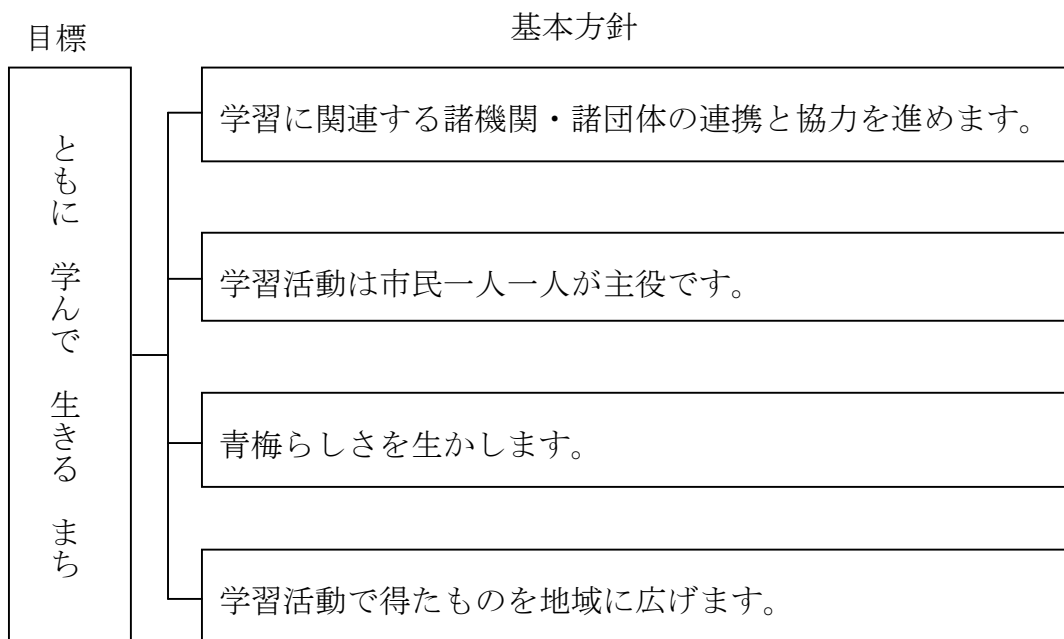 目標
基本方針
ともに 学んで 生きる まち
学習に関連する諸機関・諸団体の連携と協力を進めます。
学習活動は市民一人一人が主役です。
青梅らしさを生かします。
学習活動で得たものを地域に広げます。